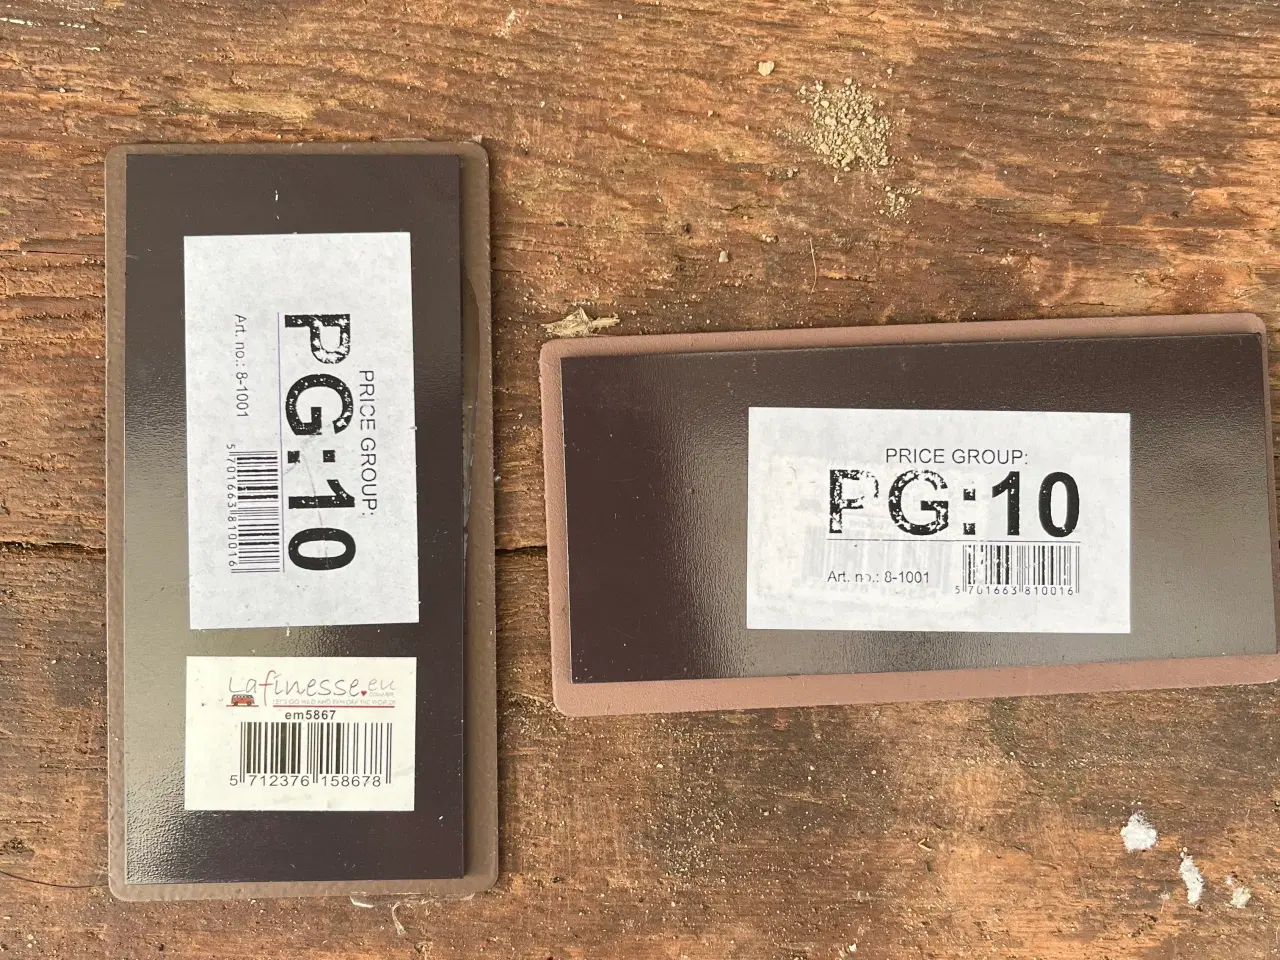 PRICE GROUP:
PG:10
Art. no.: 8-1001
5 701663 810016
Lafinesse.eu
em5867
5 712376 158678
PRICE GROUP:
PG:10
Art. no.: 8-1001
5 701663 810016